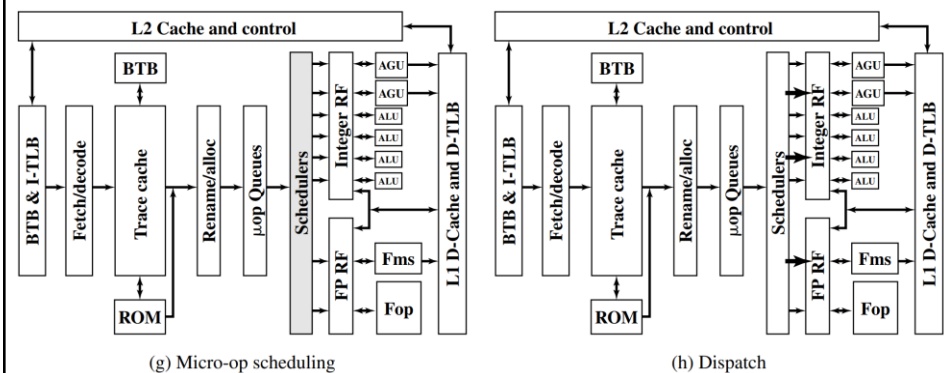 L2 Cache and control
BTB
BTB & I-TLB
Fetch/decode
Trace cache
ROM
Rename/alloc
µop Queues
Schedulers
Integer RF
FP RF
AGU
AGU
ALU
ALU
ALU
ALU
Fms
Fop
L1 D-Cache and D-TLB
(g) Micro-op scheduling
L2 Cache and control
BTB
BTB & I-TLB
Fetch/decode
Trace cache
ROM
Rename/alloc
µop Queues
Schedulers
Integer RF
FP RF
AGU
AGU
ALU
ALU
ALU
ALU
Fms
Fop
L1 D-Cache and D-TLB
(h) Dispatch